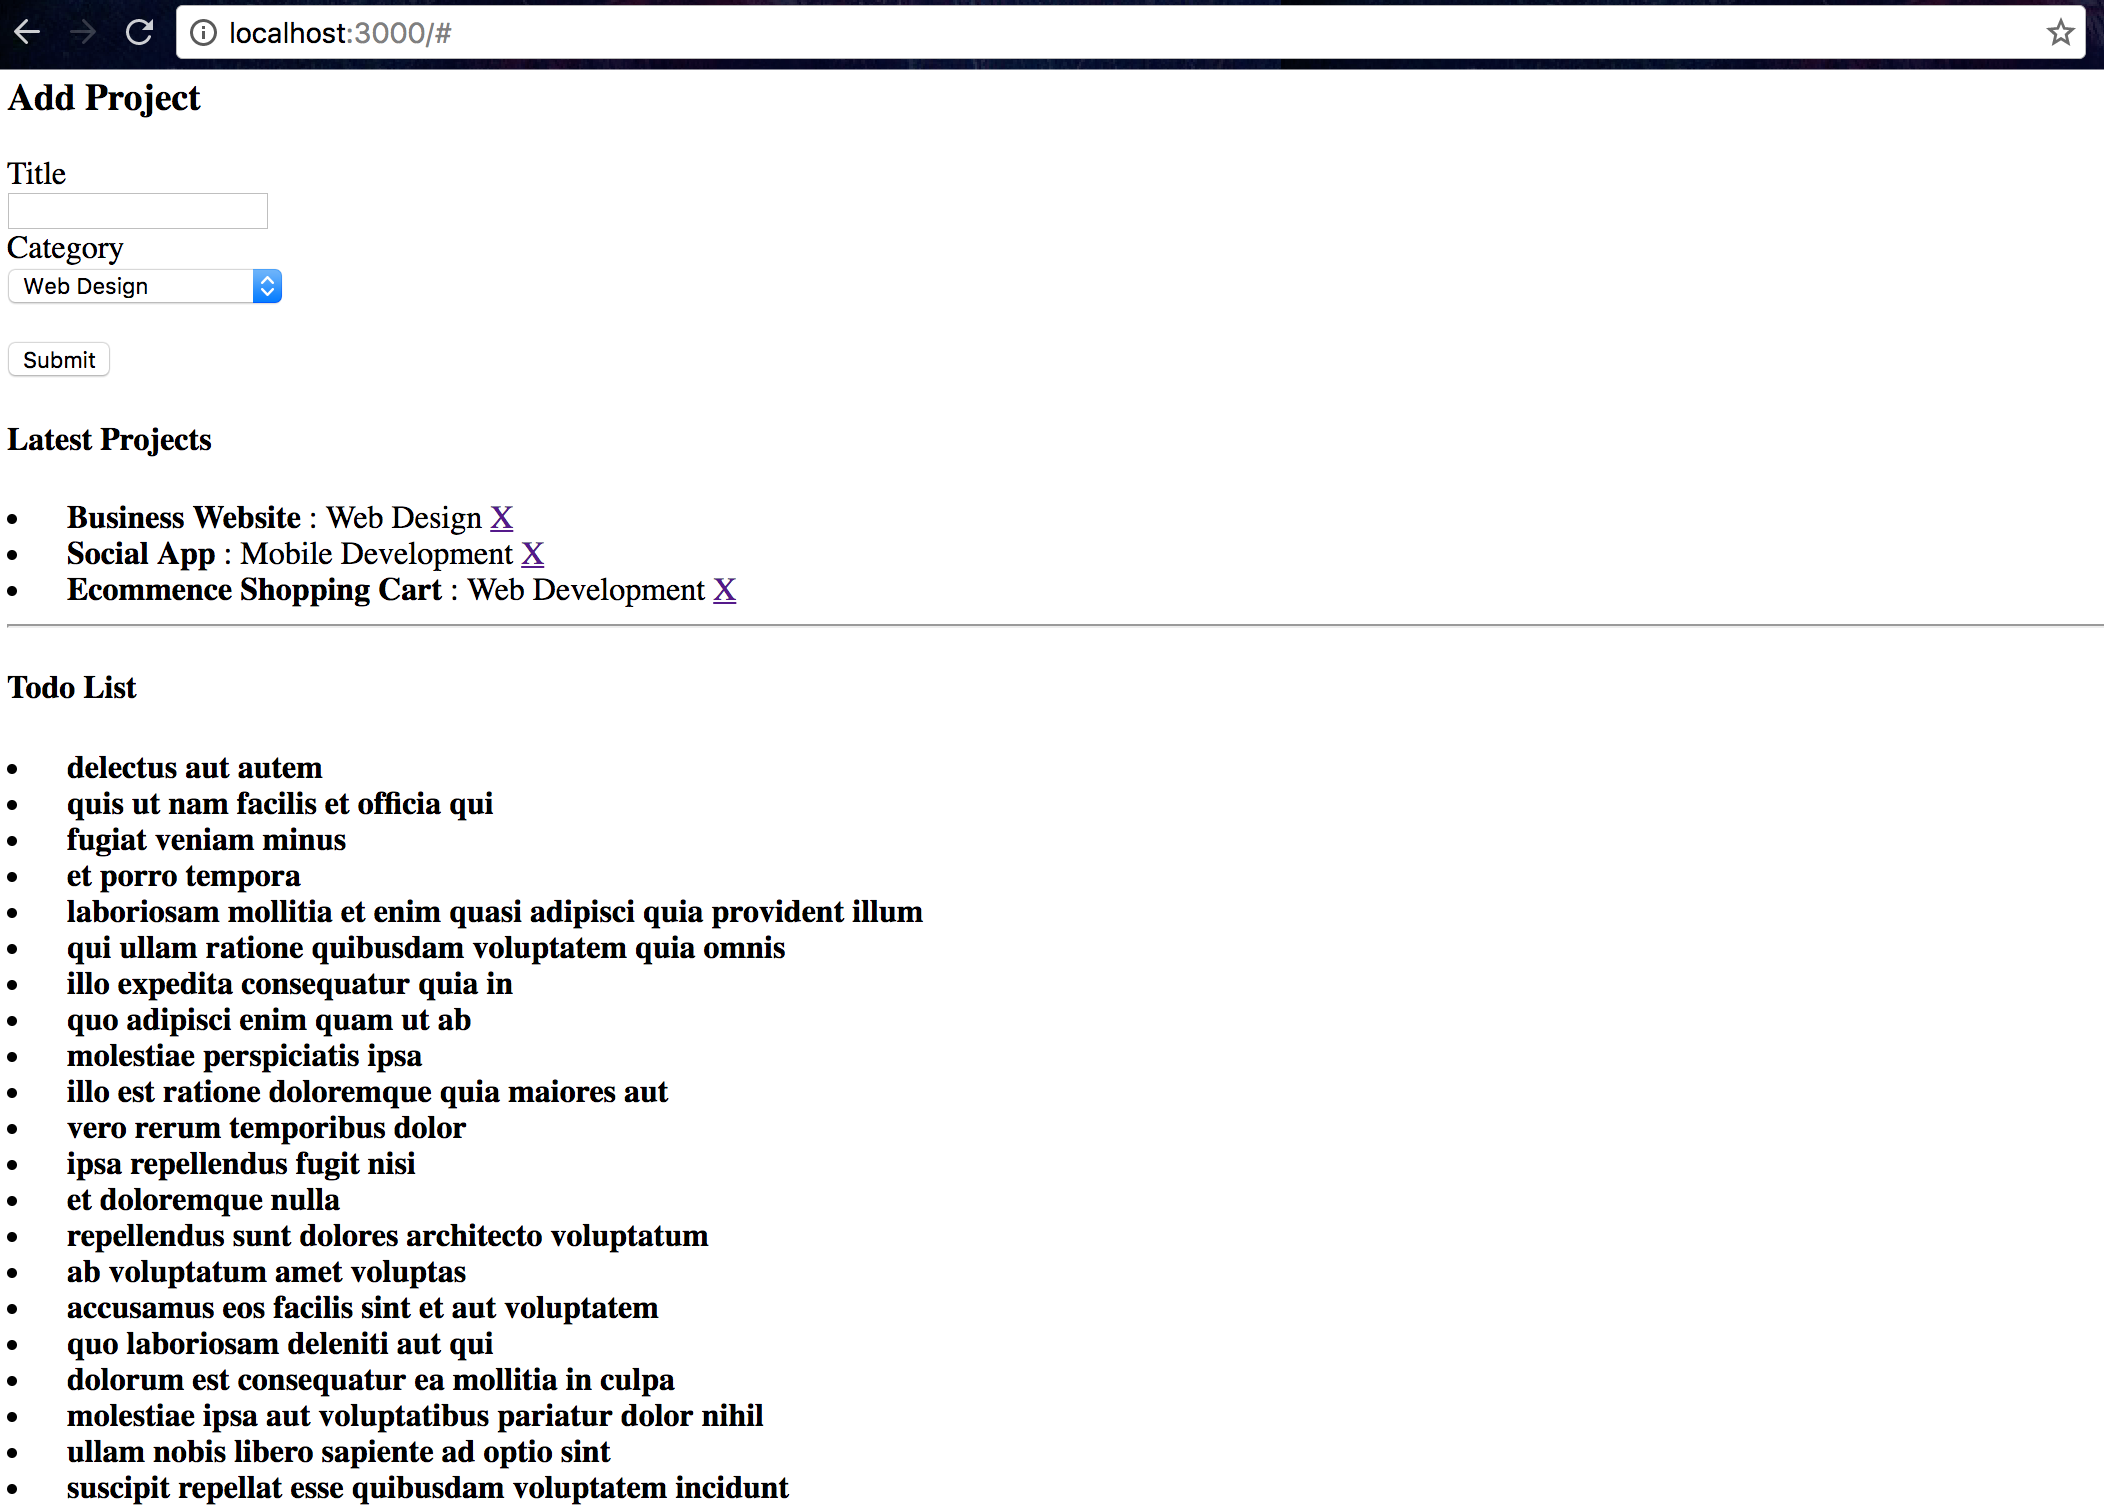 localhost:3000/#
Add Project
Title
Category
Web Design
Submit
Latest Projects
Business Website : Web Design X
Social App : Mobile Development X
Ecommence Shopping Cart : Web Development X
Todo List
delectus aut autem
quis ut nam facilis et officia qui
fugiat veniam minus
et porro tempora
laboriosam mollitia et enim quasi adipisci quia provident illum
qui ullam ratione quibusdam voluptatem quia omnis
illo expedita consequatur quia in
quo adipisci enim quam ut ab
molestiae perspiciatis ipsa
illo est ratione doloremque quia maiores aut
vero rerum temporibus dolor
ipsa repellendus fugit nisi
et doloremque nulla
repellendus sunt dolores architecto voluptatum
ab voluptatum amet voluptas
accusamus eos facilis sint et aut voluptatem
quo laboriosam deleniti aut qui
dolorum est consequatur ea mollitia in culpa
molestiae ipsa aut voluptatibus pariatur dolor nihil
ullam nobis libero sapiente ad optio sint
suscipit repellat esse quibusdam voluptatem incidunt